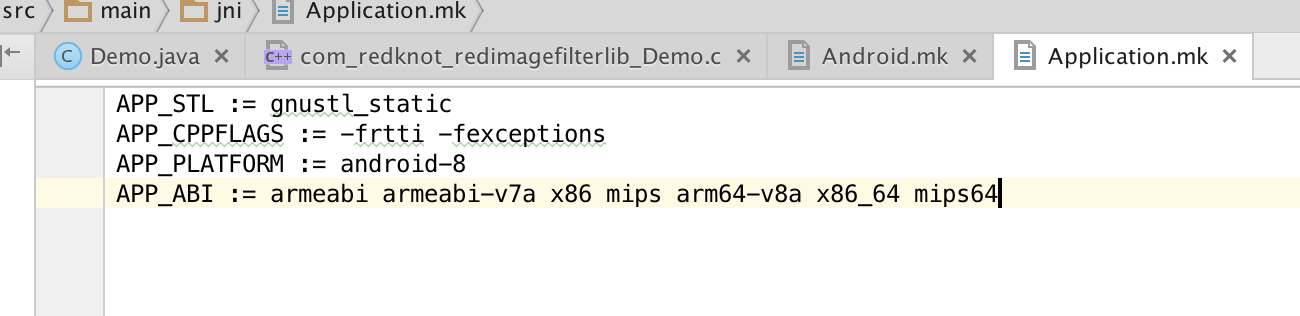 src main jni Application.mk
Demo.java com_redknot_redimagefilterlib_Demo.c Android.mk Application.mk
APP_STL := gnustl_static
APP_CPPFLAGS := -frtti -fexceptions
APP_PLATFORM := android-8
APP_ABI := armeabi armeabi-v7a x86 mips arm64-v8a x86_64 mips64